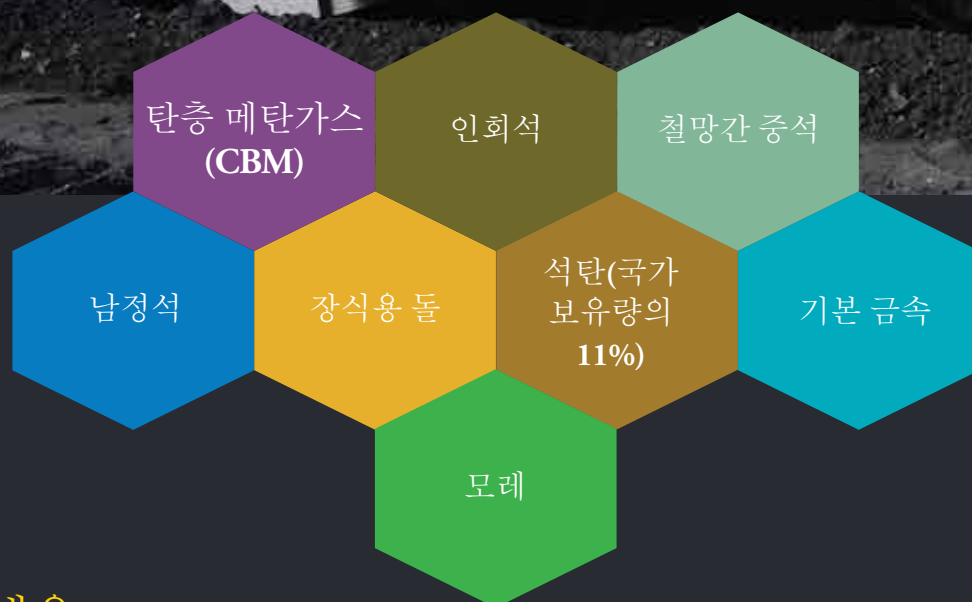 탄층 메탄가스
(CBM)
인회석
철망간 중석
남정석
장식용 돌
석탄(국가
보유량의
11%)
기본 금속
모레